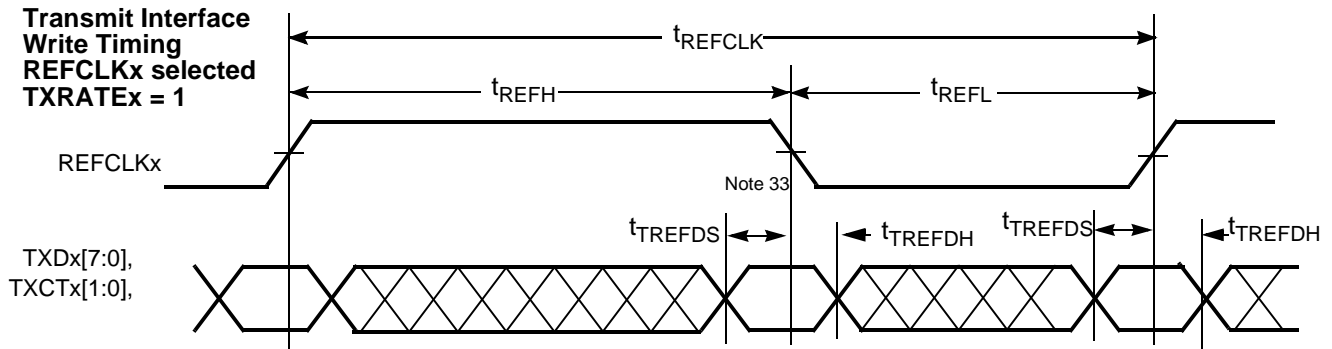 Transmit Interface
Write Timing
REFCLKx selected
TXRATEx = 1
tREFCLK
tREFH
tREFL
REFCLKx
Note 33
tTREFDS
tTREFDH
tTREFDS
tTREFDH
TXDx[7:0],
TXCTx[1:0],